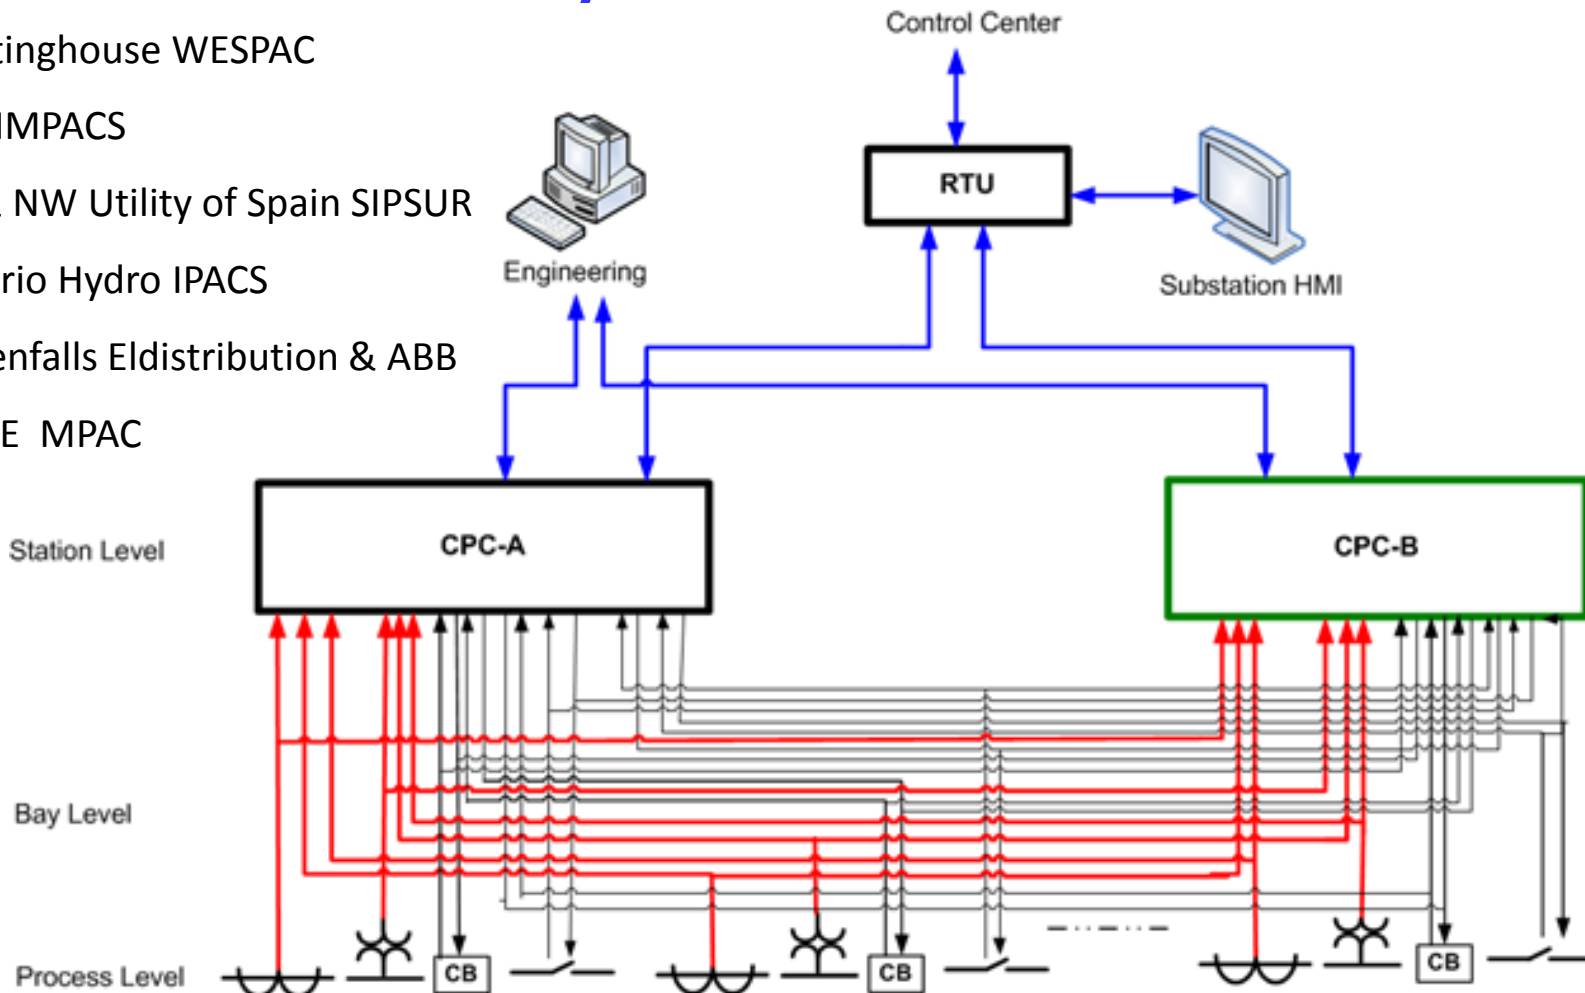 tinghouse WESPAC
IMPACS
NW Utility of Spain SIPSUR
rio Hydro IPACS
enfalls Eldistribution & ABB
E MPAC
Control Center
RTU
Engineering
Substation HMI
Station Level
CPC-A
CPC-B
Bay Level
Process Level
CB
CB
CB